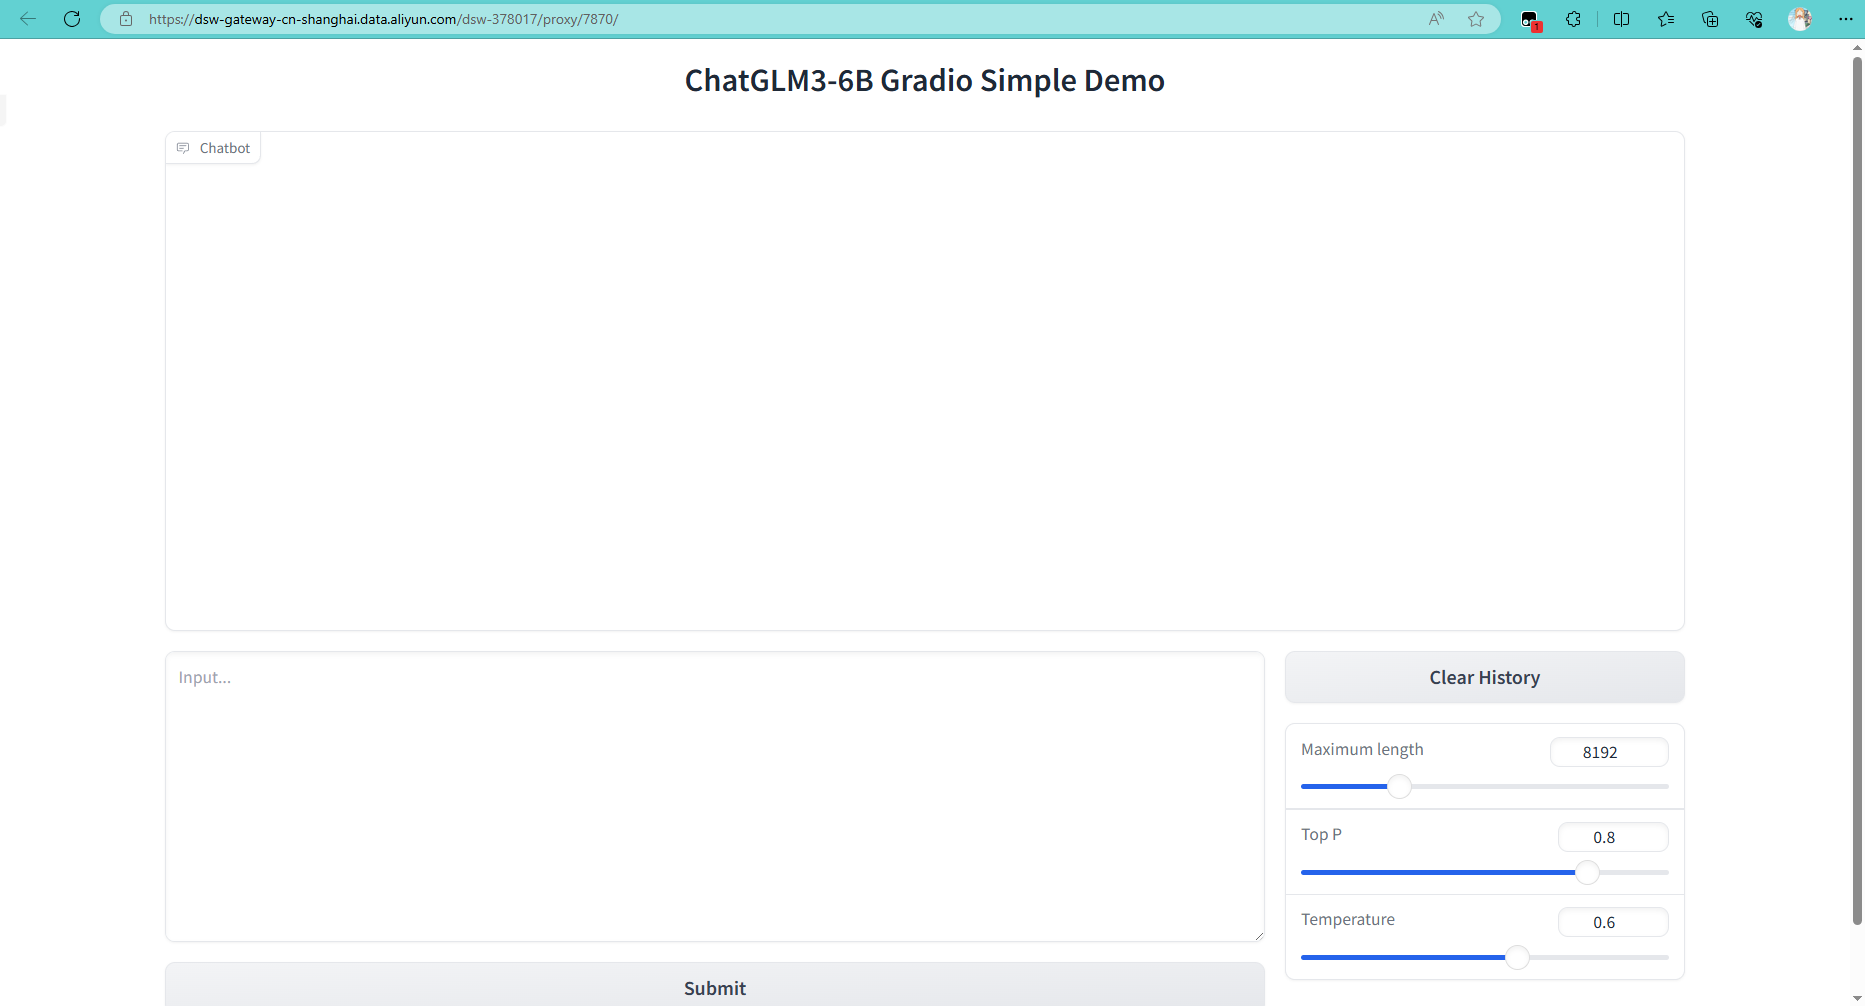 https://dsw-gateway-cn-shanghai.data.aliyun.com/dsw-378017/proxy/7870/
1
ChatGLM3-6B Gradio Simple Demo
Chatbot
Input...
Clear History
Maximum length
8192
Top P
0.8
Temperature
0.6
Submit